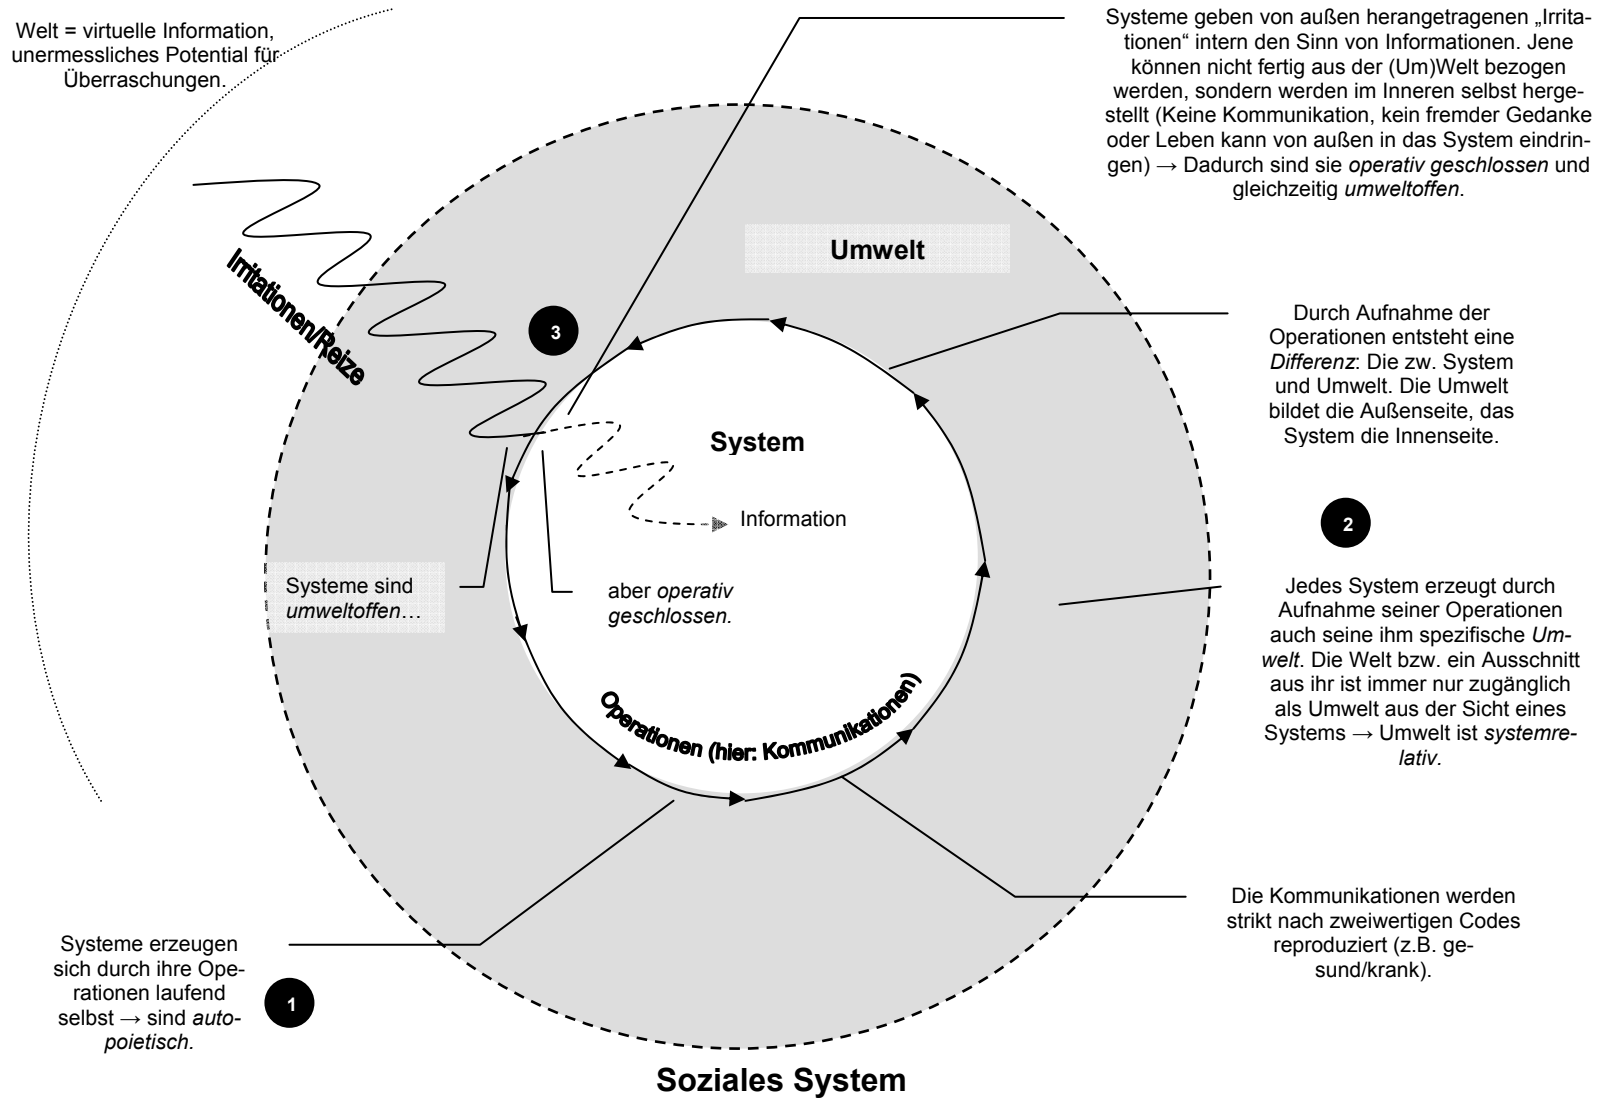 Welt = virtuelle Information,
unermessliches Potential für
Überraschungen.
Systeme geben von außen herangetragenen „Irrita-
tionen“ intern den Sinn von Informationen. Jene
können nicht fertig aus der (Um)Welt bezogen
werden, sondern werden im Inneren selbst herge-
stellt (Keine Kommunikation, kein fremder Gedanke
oder Leben kann von außen in das System eindrin-
gen) → Dadurch sind sie operativ geschlossen und
gleichzeitig umweltoffen.
Umwelt
Irritationen/Reize
3
Durch Aufnahme der
Operationen entsteht eine
Differenz: Die zw. System
und Umwelt. Die Umwelt
bildet die Außenseite, das
System die Innenseite.
System
Information
2
Systeme sind
umweltoffen…
aber operativ
geschlossen.
Jedes System erzeugt durch
Aufnahme seiner Operationen
auch seine ihm spezifische Um-
welt. Die Welt bzw. ein Ausschnitt
aus ihr ist immer nur zugänglich
als Umwelt aus der Sicht eines
Systems → Umwelt ist systemre-
lativ.
Operationen (hier: Kommunikationen)
Die Kommunikationen werden
strikt nach zweiwertigen Codes
reproduziert (z.B. ge-
sund/krank).
Systeme erzeugen
sich durch ihre Ope-
rationen laufend
selbst → sind auto-
poietisch.
1
Soziales System